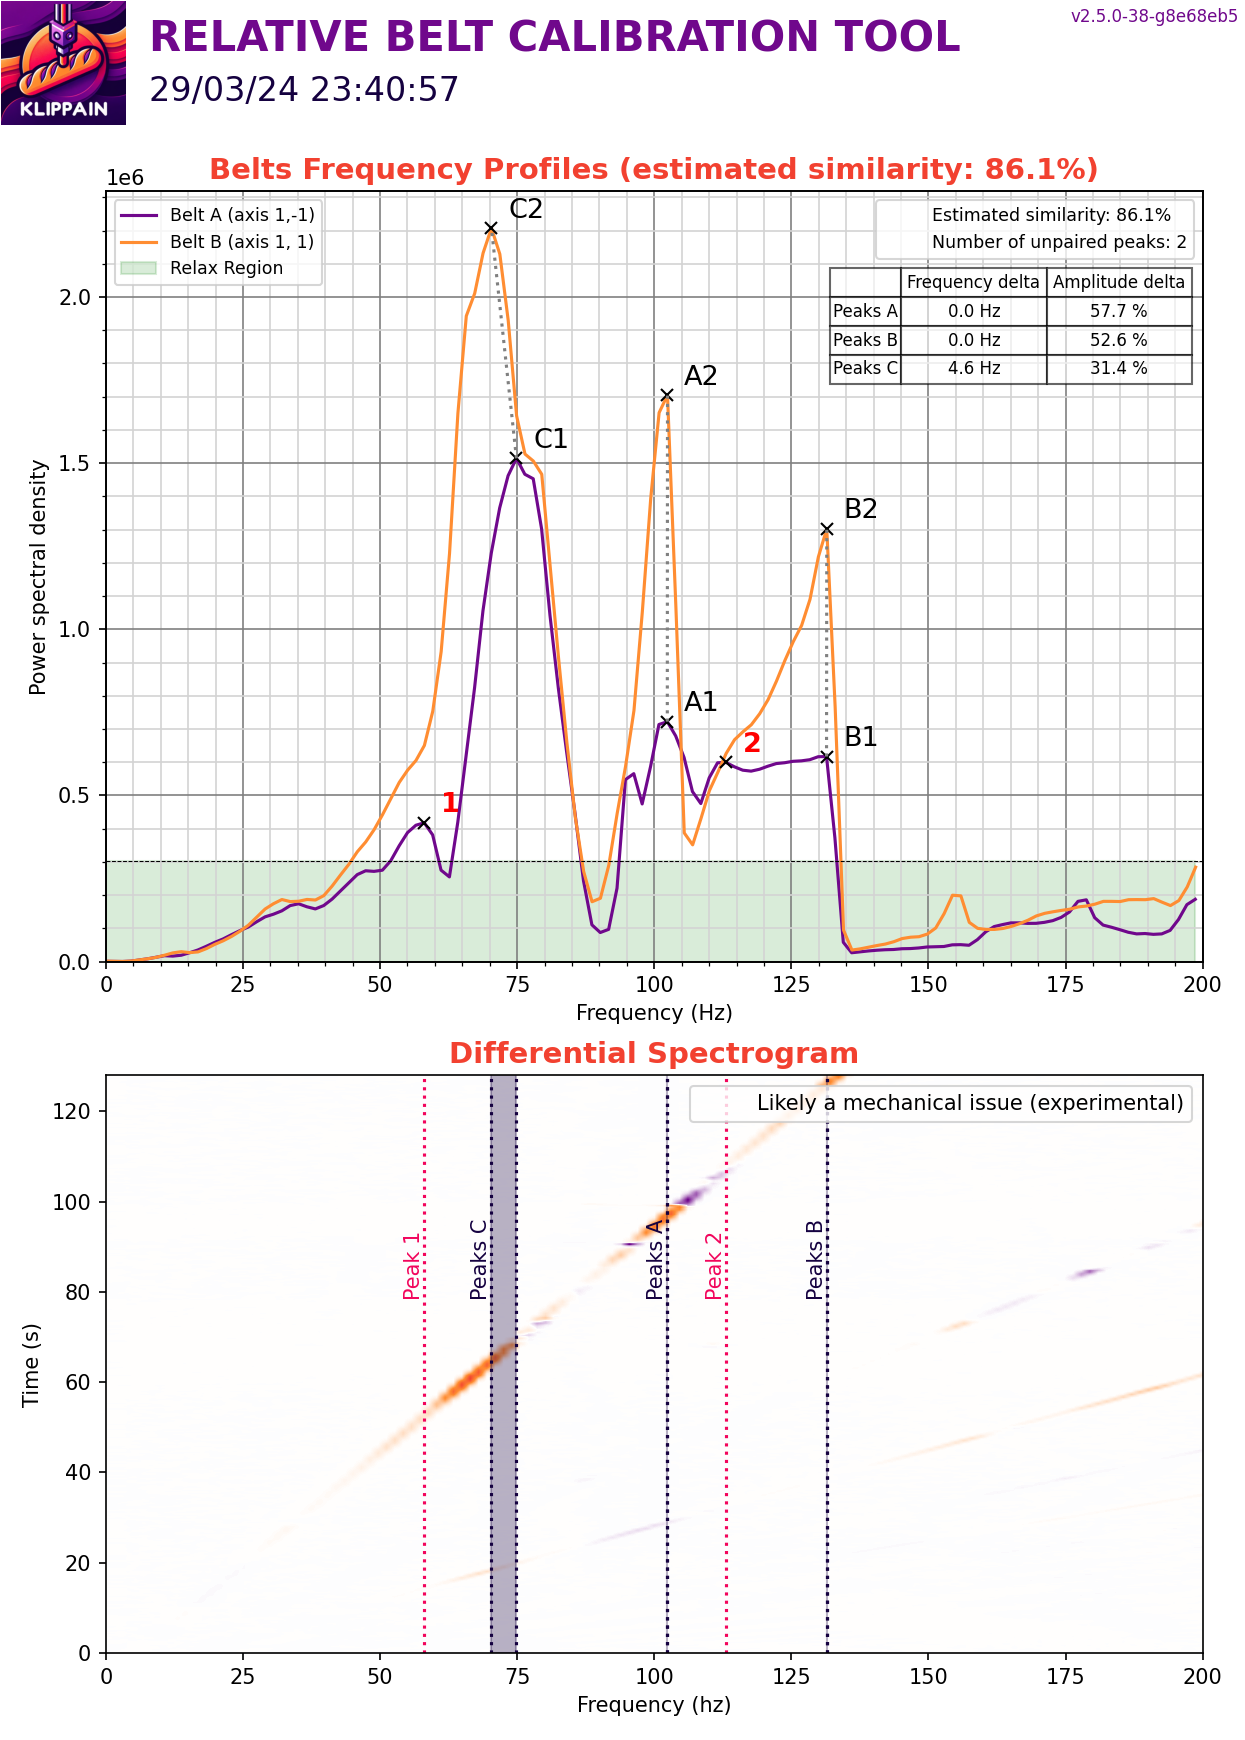 KLIPPAIN
RELATIVE BELT CALIBRATION TOOL
29/03/24 23:40:57
v2.5.0-38-g8e68eb5
Belts Frequency Profiles (estimated similarity: 86.1%)
1e6
Belt A (axis 1,-1)
Belt B (axis 1, 1)
Relax Region
Estimated similarity: 86.1%
Number of unpaired peaks: 2
Frequency delta Amplitude delta
Peaks A 0.0 Hz 57.7 %
Peaks B 0.0 Hz 52.6 %
Peaks C 4.6 Hz 31.4 %
C2
A2
C1
B2
A1
2
B1
1
Power spectral density
2.0
1.5
1.0
0.5
0.0
0 25 50 75 100 125 150 175 200
Frequency (Hz)
Differential Spectrogram
Likely a mechanical issue (experimental)
Peak 1
Peaks C
Peaks A
Peak 2
Peaks B
Time (s)
120
100
80
60
40
20
0
0 25 50 75 100 125 150 175 200
Frequency (hz)